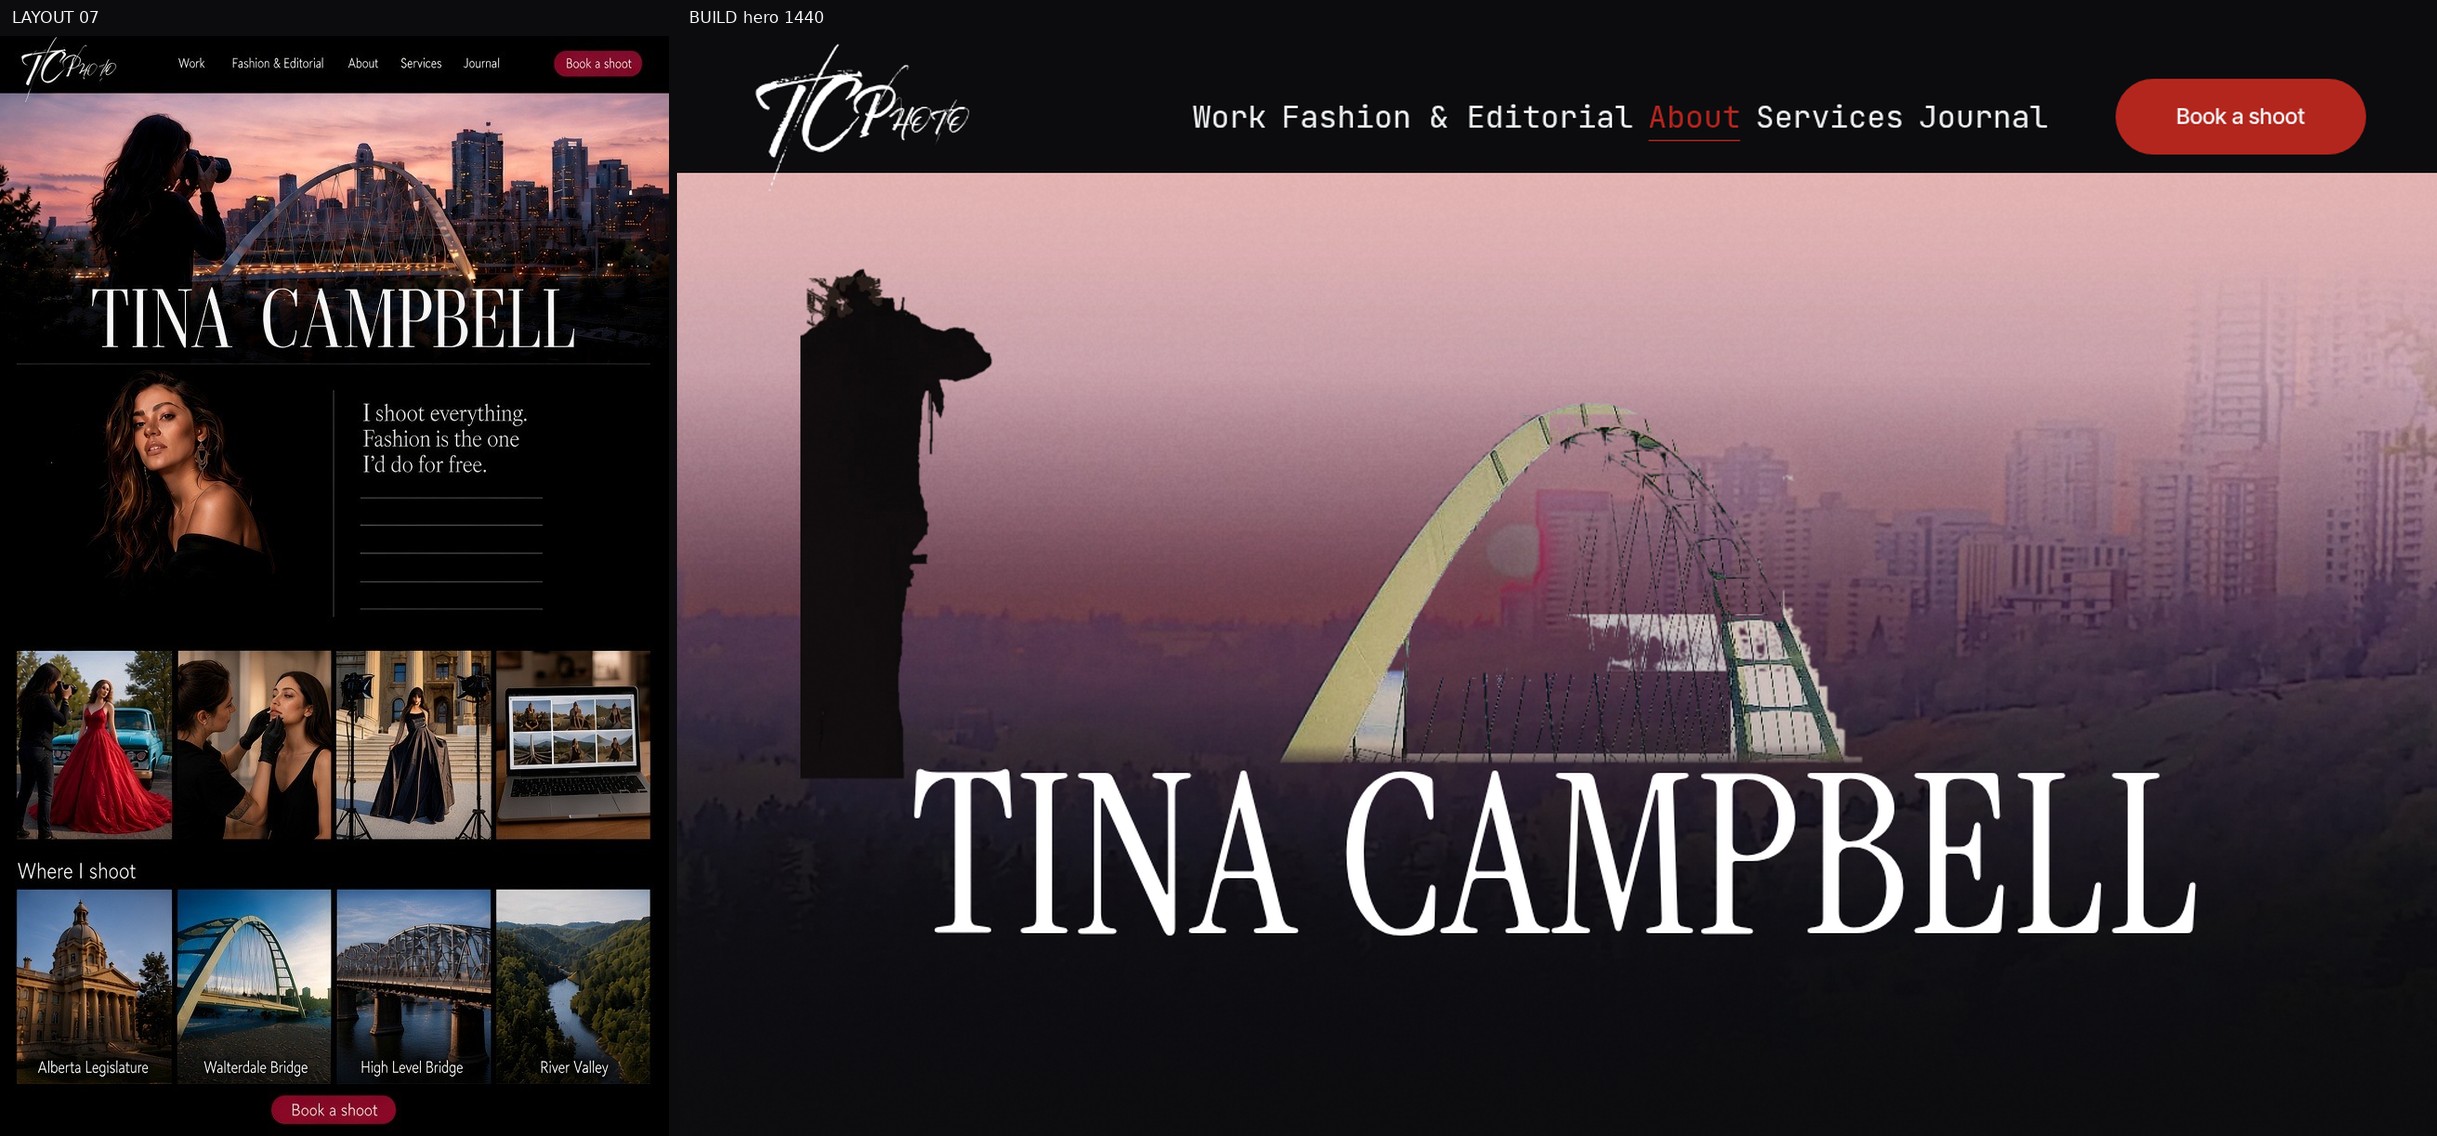 LAYOUT 07
TCPHOTO
Work Fashion & Editorial About Services Journal
Book a shoot
TINA CAMPBELL
I shoot everything.
Fashion is the one
I'd do for free.
Where I shoot
Alberta Legislature
Walterdale Bridge
High Level Bridge
River Valley
Book a shoot
BUILD hero 1440
TCPHOTO
Work Fashion & Editorial About Services Journal
Book a shoot
TINA CAMPBELL